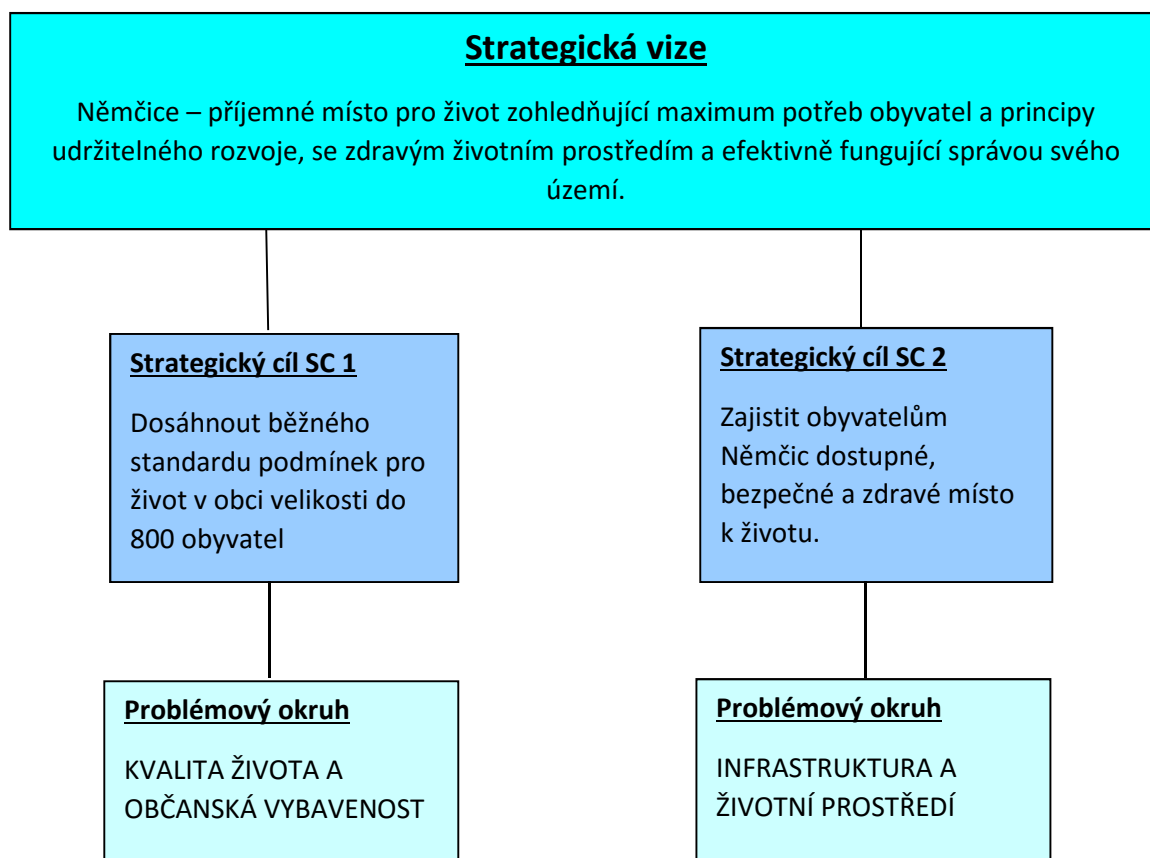 Strategická vize
Němčice – příjemné místo pro život zohledňující maximum potřeb obyvatel a principy
udržitelného rozvoje, se zdravým životním prostředím a efektivně fungující správou svého
území.
Strategický cíl SC 1
Dosáhnout běžného
standardu podmínek pro
život v obci velikosti do
800 obyvatel
Strategický cíl SC 2
Zajistit obyvatelům
Němčic dostupné,
bezpečné a zdravé místo
k životu.
Problémový okruh
KVALITA ŽIVOTA A
OBČANSKÁ VYBAVENOST
Problémový okruh
INFRASTRUKTURA A
ŽIVOTNÍ PROSTŘEDÍ